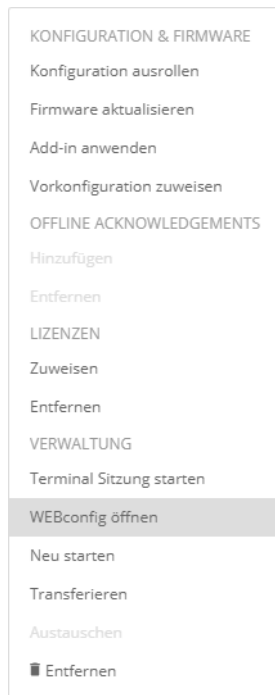 KONFIGURATION & FIRMWARE
Konfiguration ausrollen
Firmware aktualisieren
Add-in anwenden
Vorkonfiguration zuweisen
OFFLINE ACKNOWLEDGEMENTS
Hinzufügen
Entfernen
LIZENZEN
Zuweisen
Entfernen
VERWALTUNG
Terminal Sitzung starten
WEBconfig öffnen
Neu starten
Transferieren
Austauschen
Entfernen